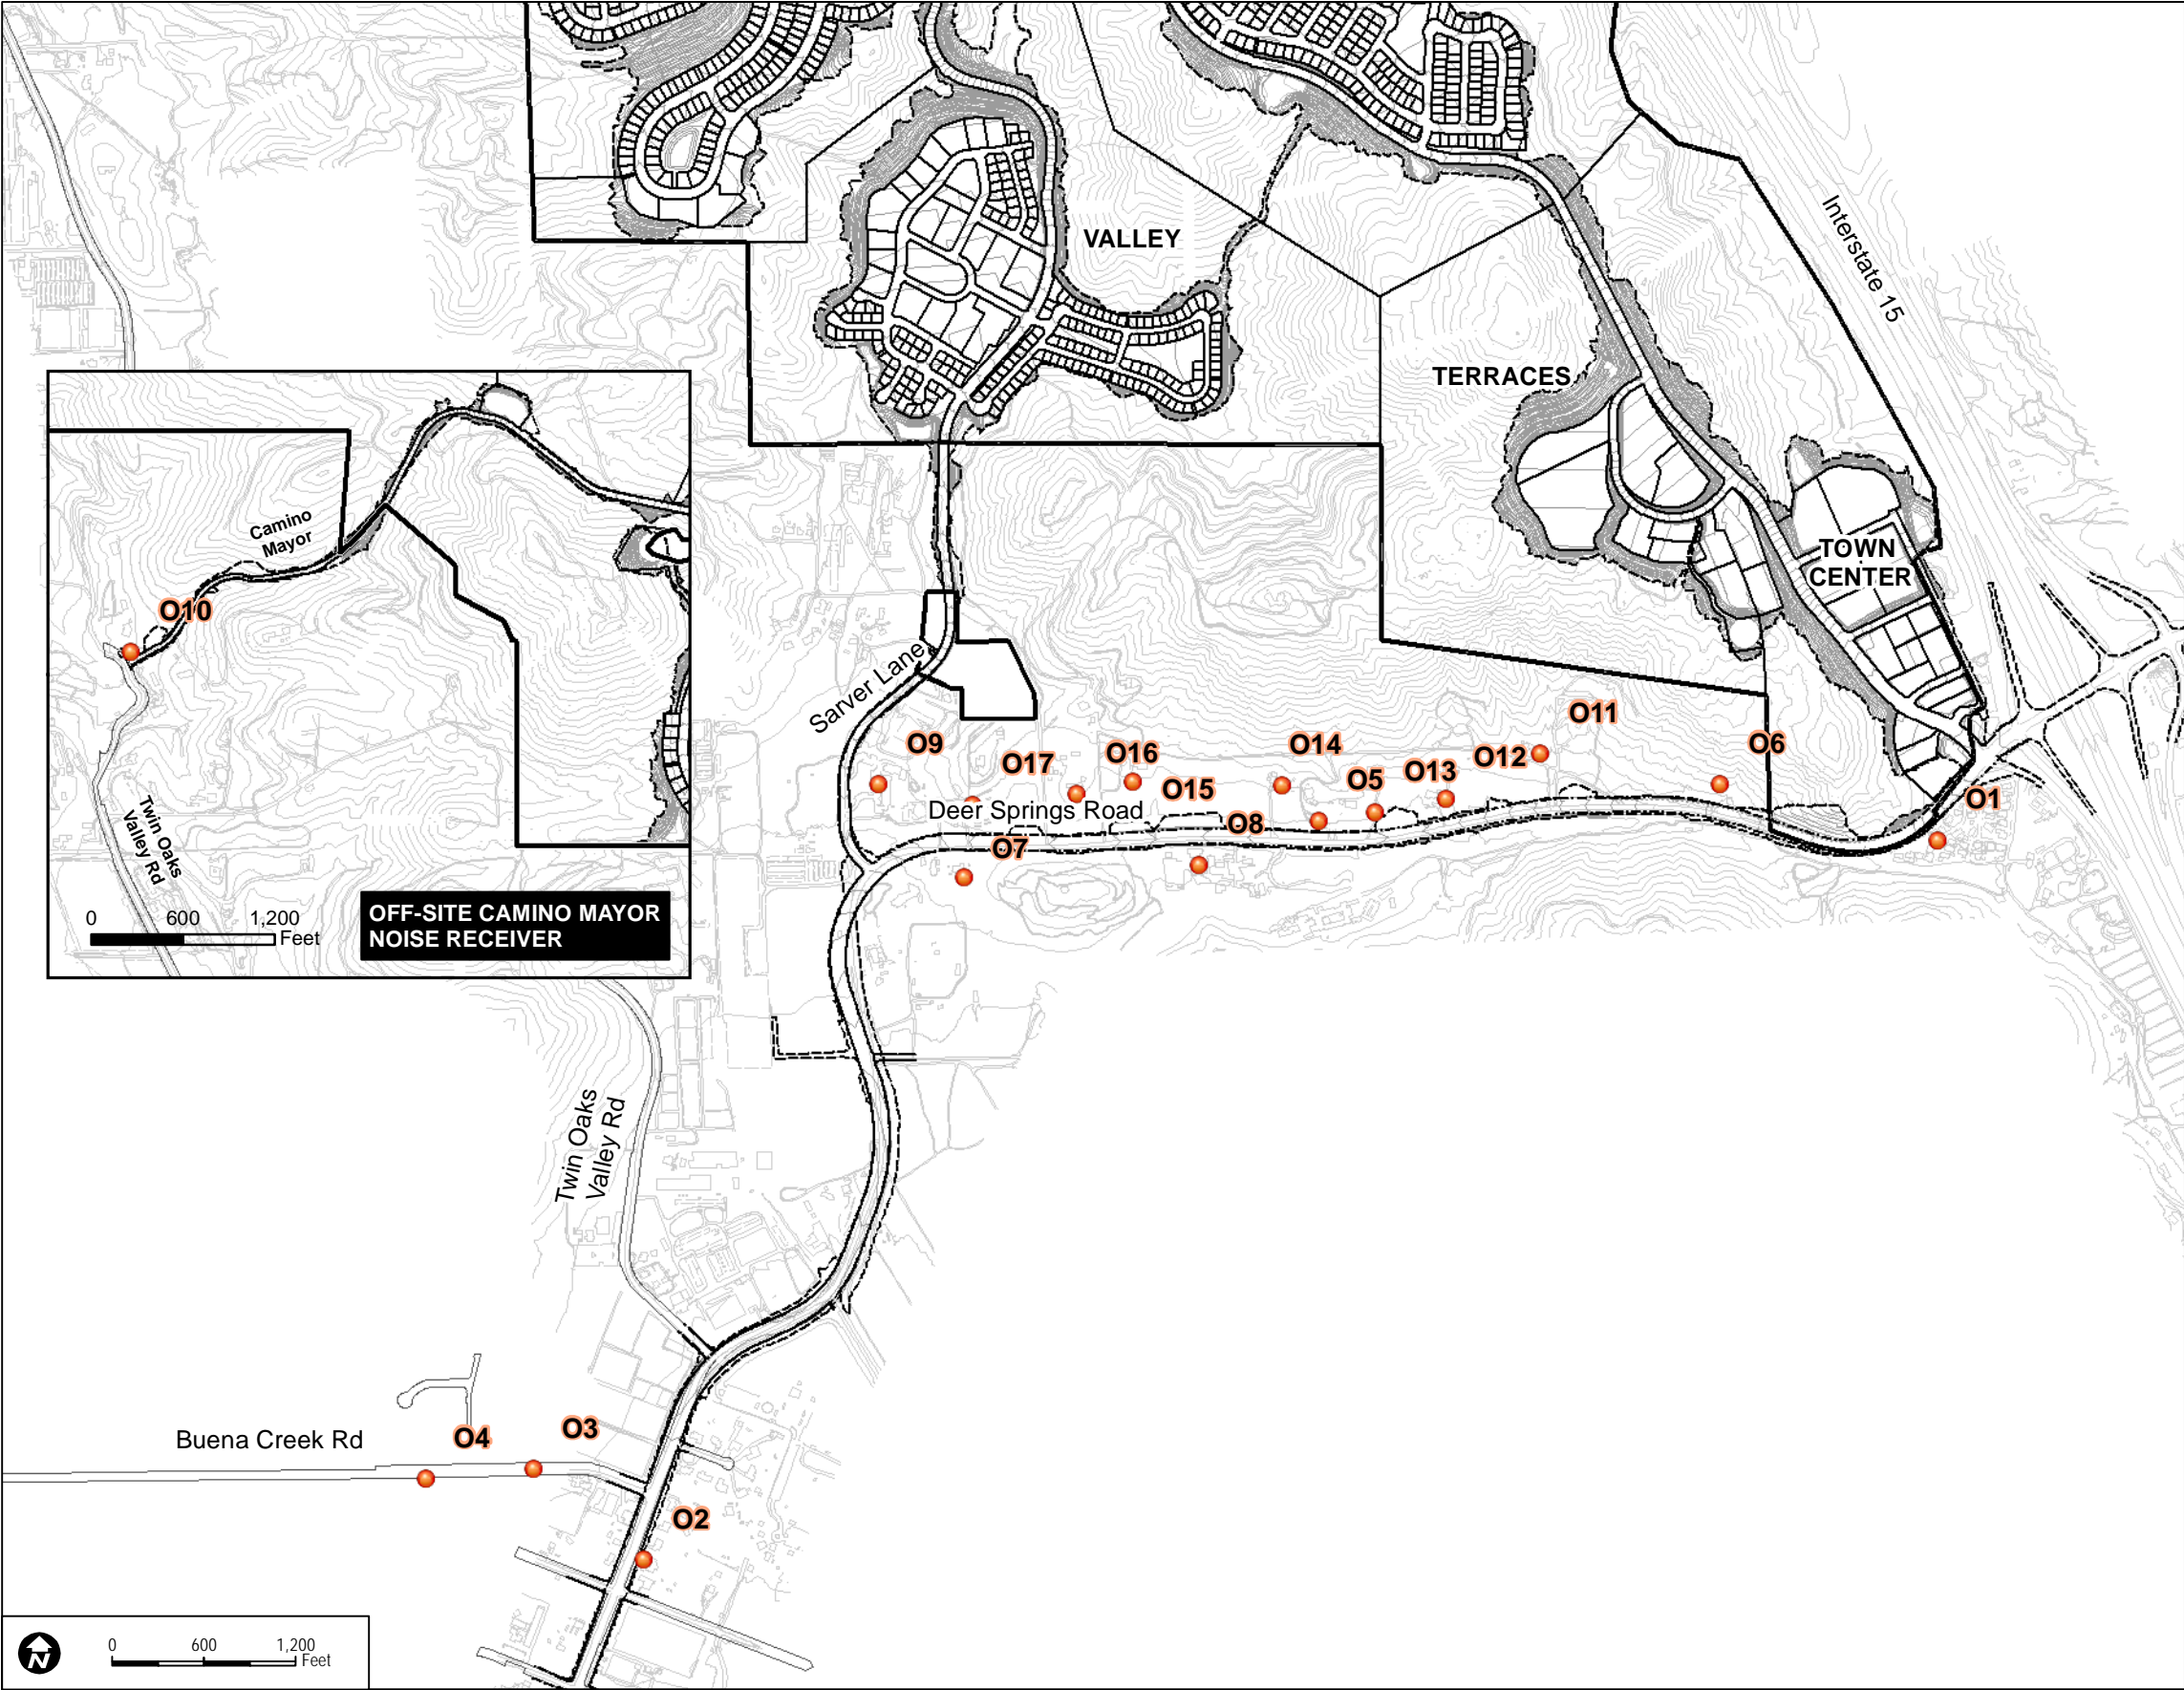 VALLEY
Interstate 15
TERRACES
TOWN
CENTER
Camino
Mayor
O10
Twin Oaks
Valley Rd
0 600 1,200
Feet
OFF-SITE CAMINO MAYOR
NOISE RECEIVER
Sarver Lane
O11
O9
O14
O6
O16
O12
O17
O13
O5
O15
O1
Deer Springs Road
O8
O7
Twin Oaks
Valley Rd
O3
O4
Buena Creek Rd
O2
N
0 600 1,200
Feet